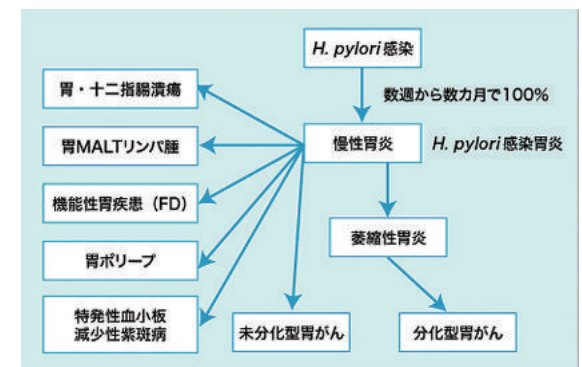 H. pylori感染
数週から数カ月で100%
慢性胃炎
H. pylori感染胃炎
胃・十二指腸潰瘍
胃MALTリンパ腫
機能性胃疾患（FD）
胃ポリープ
特発性血小板
減少性紫斑病
萎縮性胃炎
未分化型胃がん
分化型胃がん